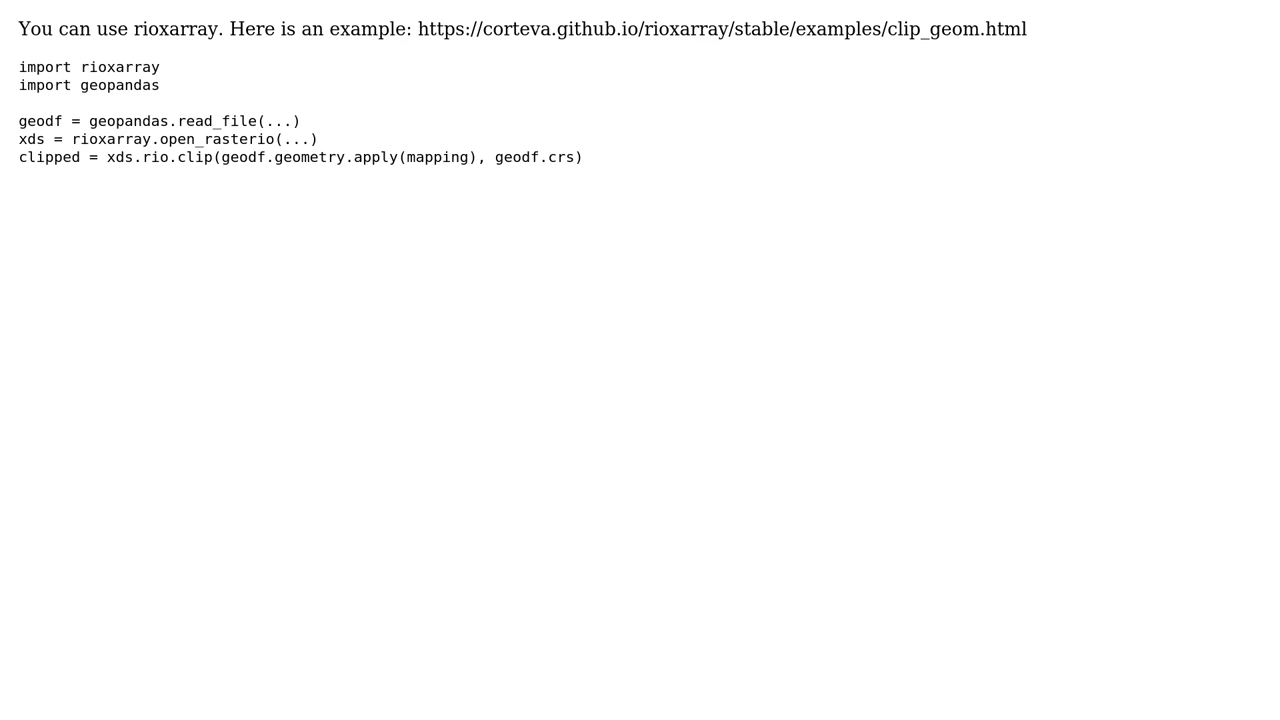 You can use rioxarray. Here is an example: https://corteva.github.io/rioxarray/stable/examples/clip_geom.html
import rioxarray
import geopandas
geodf = geopandas.read_file(...)
xds = rioxarray.open_rasterio(...)
clipped = xds.rio.clip(geodf.geometry.apply(mapping), geodf.crs)